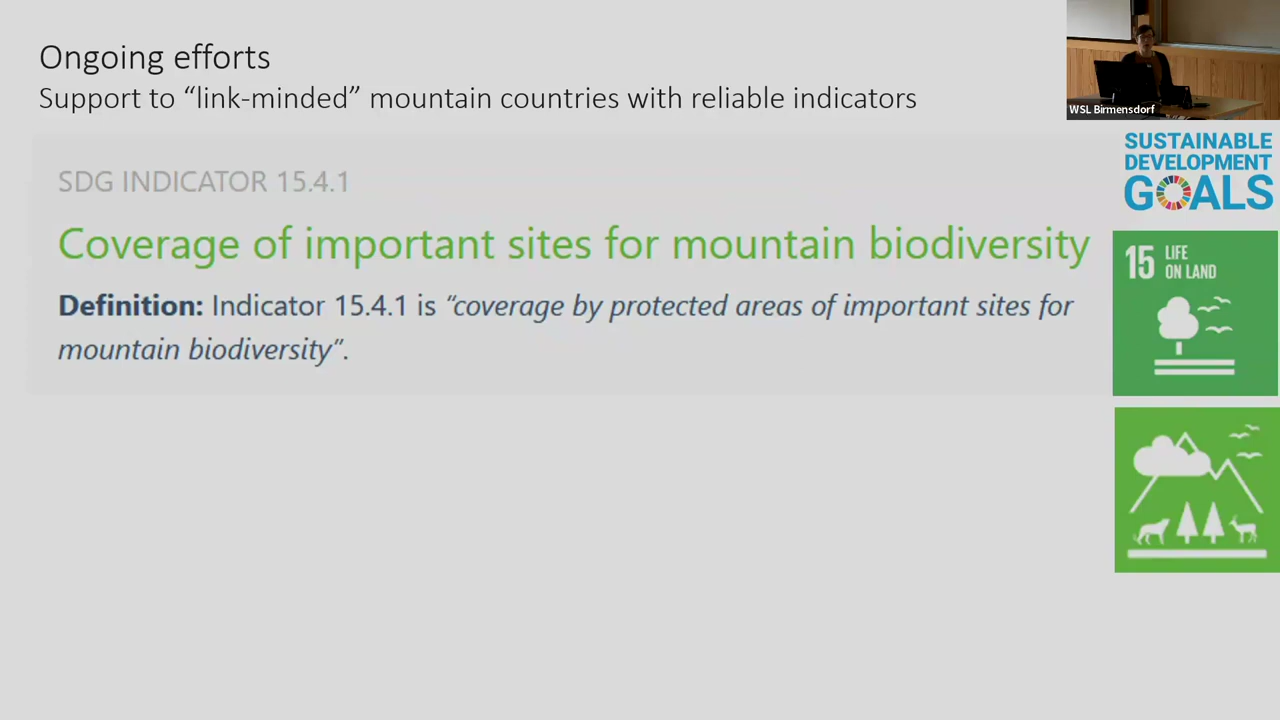 Ongoing efforts
Support to “link-minded” mountain countries with reliable indicators
WSL Birmensdorf
SDG INDICATOR 15.4.1
Coverage of important sites for mountain biodiversity
Definition: Indicator 15.4.1 is “coverage by protected areas of important sites for
mountain biodiversity”.
SUSTAINABLE
DEVELOPMENT
GOALS
15 LIFE
ON LAND